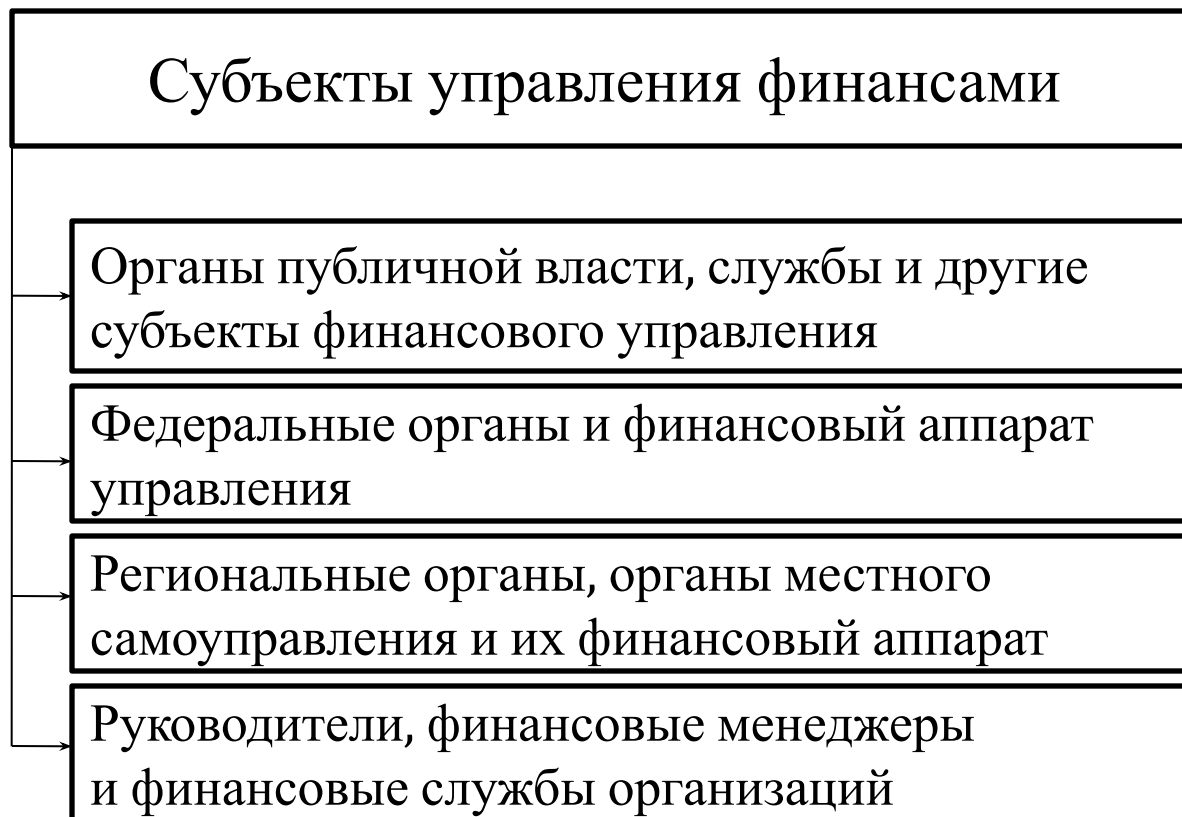 Субъекты управления финансами
Органы публичной власти, службы и другие
субъекты финансового управления
Федеральные органы и финансовый аппарат
управления
Региональные органы, органы местного
самоуправления и их финансовый аппарат
Руководители, финансовые менеджеры
и финансовые службы организаций